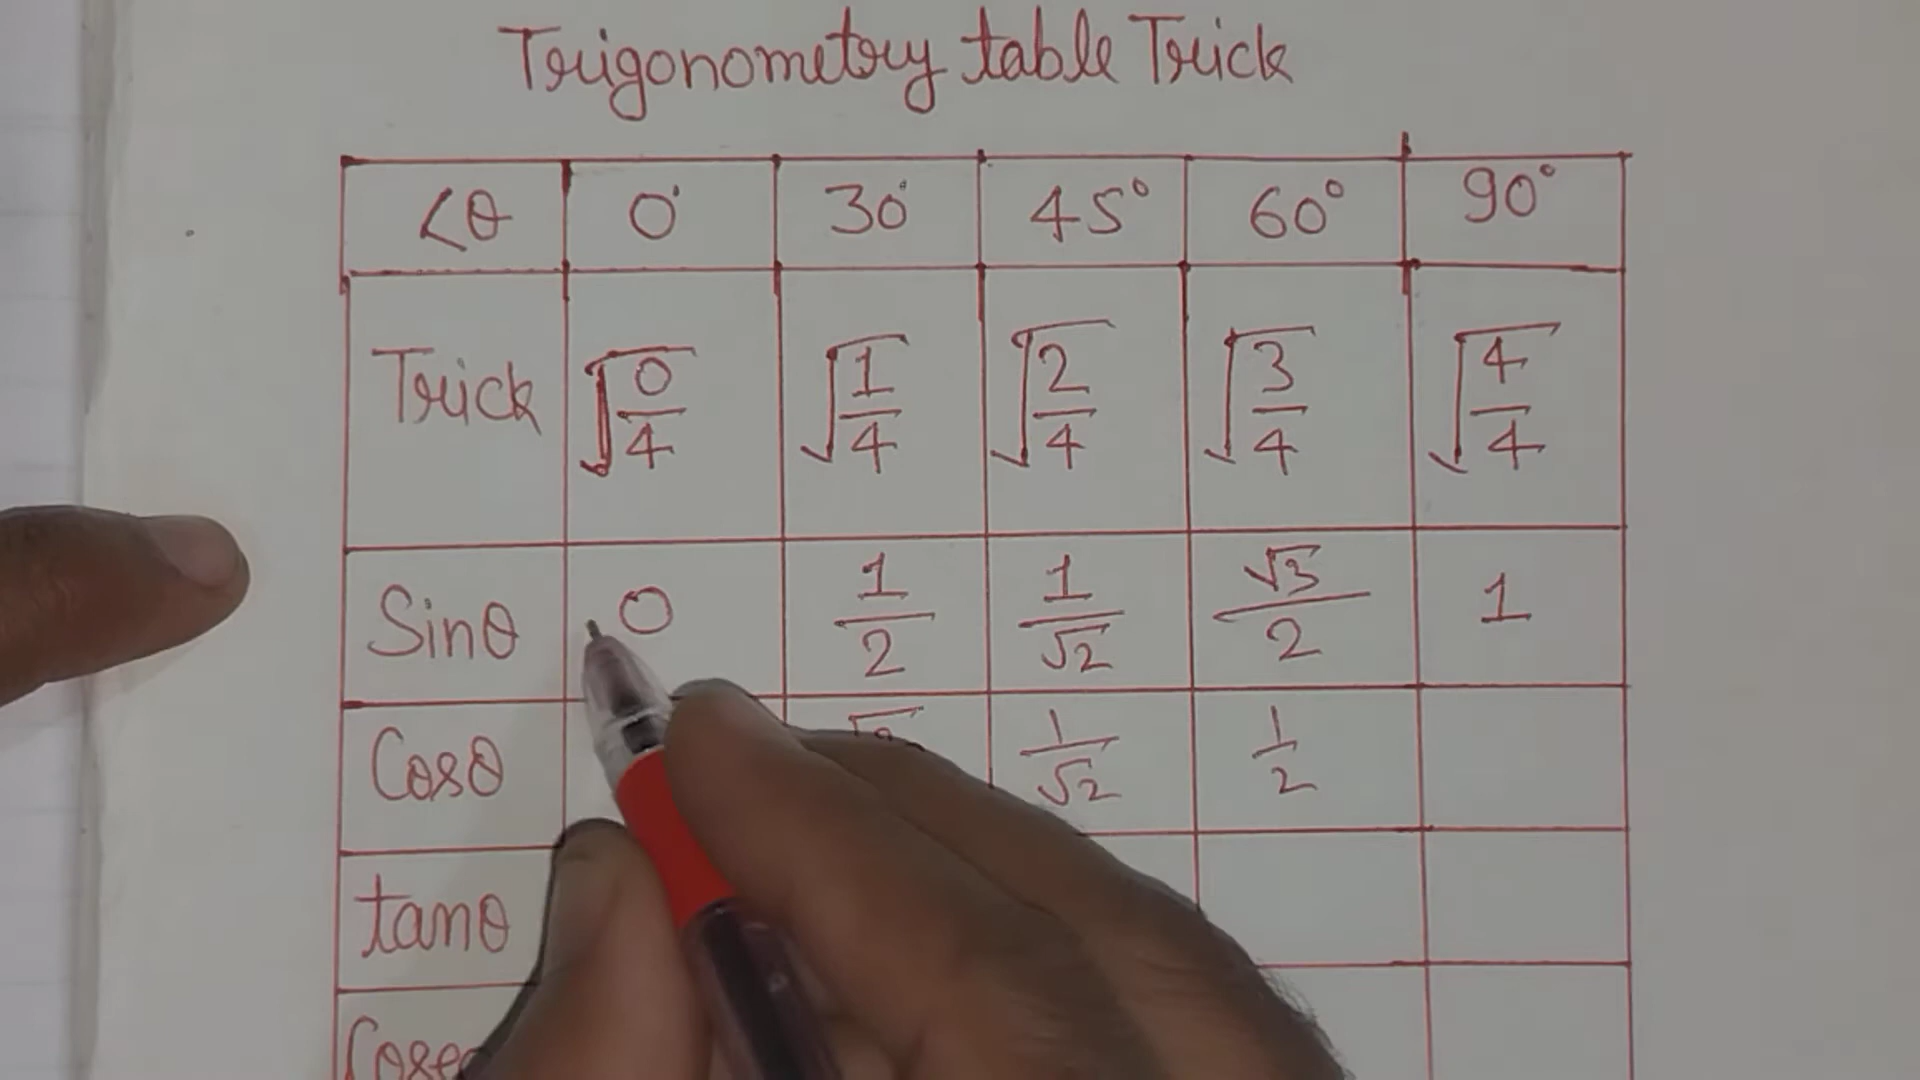 Trigonometry table Trick
<θ 0° 30° 45° 60° 90°
Trick √0/4 √1/4 √2/4 √3/4 √4/4
Sinθ 0 1/2 1/√2 √3/2 1
Cosθ 1/√2 1/2
tanθ